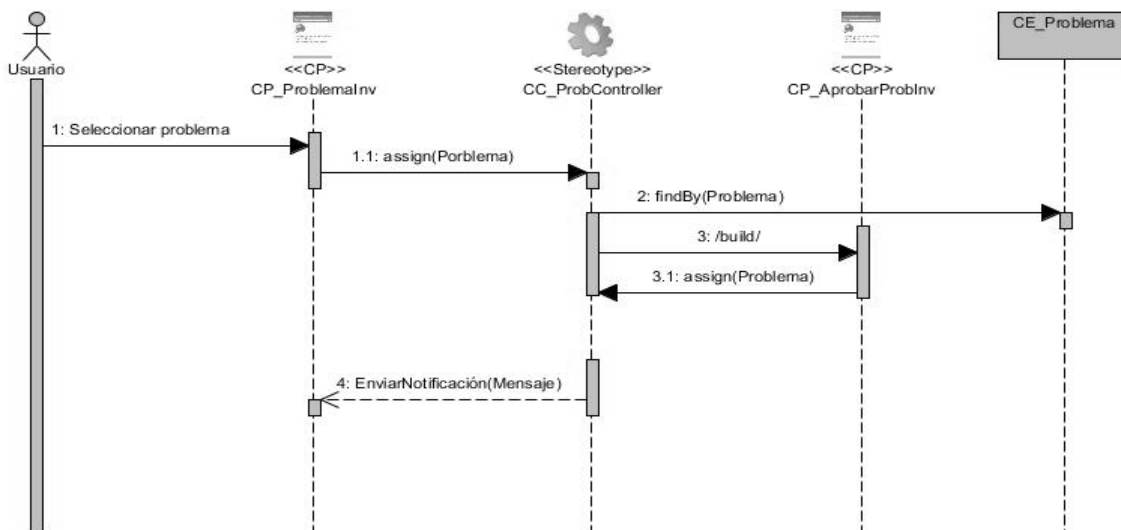 Usuario
<<CP>>
CP_ProblemaInv
<<Stereotype>>
CC_ProbController
<<CP>>
CP_AprobarProbInv
CE_Problema
1: Seleccionar problema
1.1: assign(Porblema)
2: findBy(Problema)
3: /build/
3.1: assign(Problema)
4: EnviarNotificación(Mensaje)